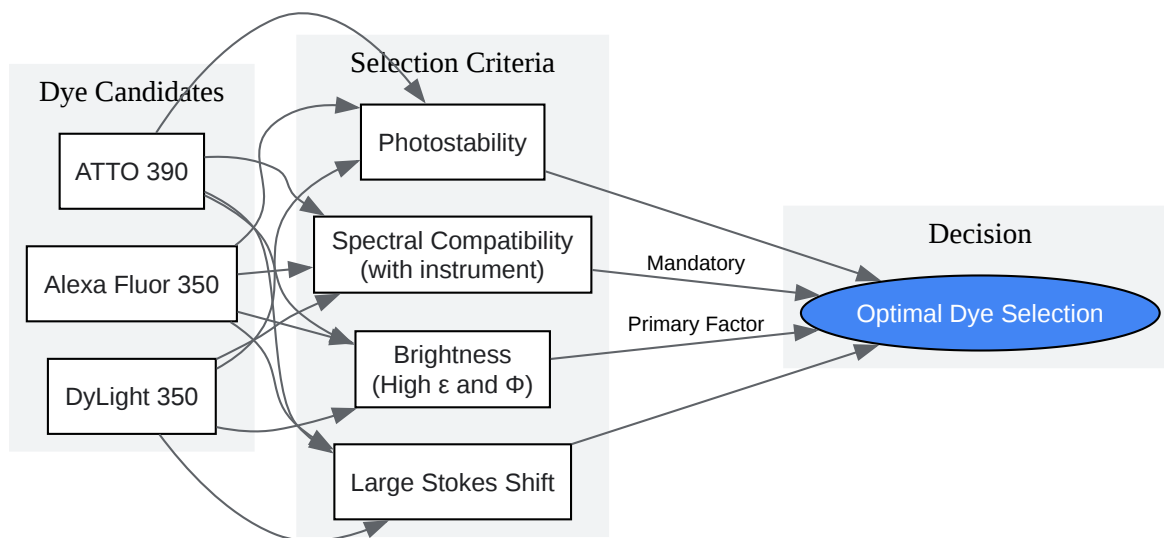 Dye Candidates
ATTO 390
Alexa Fluor 350
DyLight 350
Selection Criteria
Photostability
Spectral Compatibility
(with instrument)
Brightness
(High ε and Φ)
Large Stokes Shift
Mandatory
Primary Factor
Decision
Optimal Dye Selection